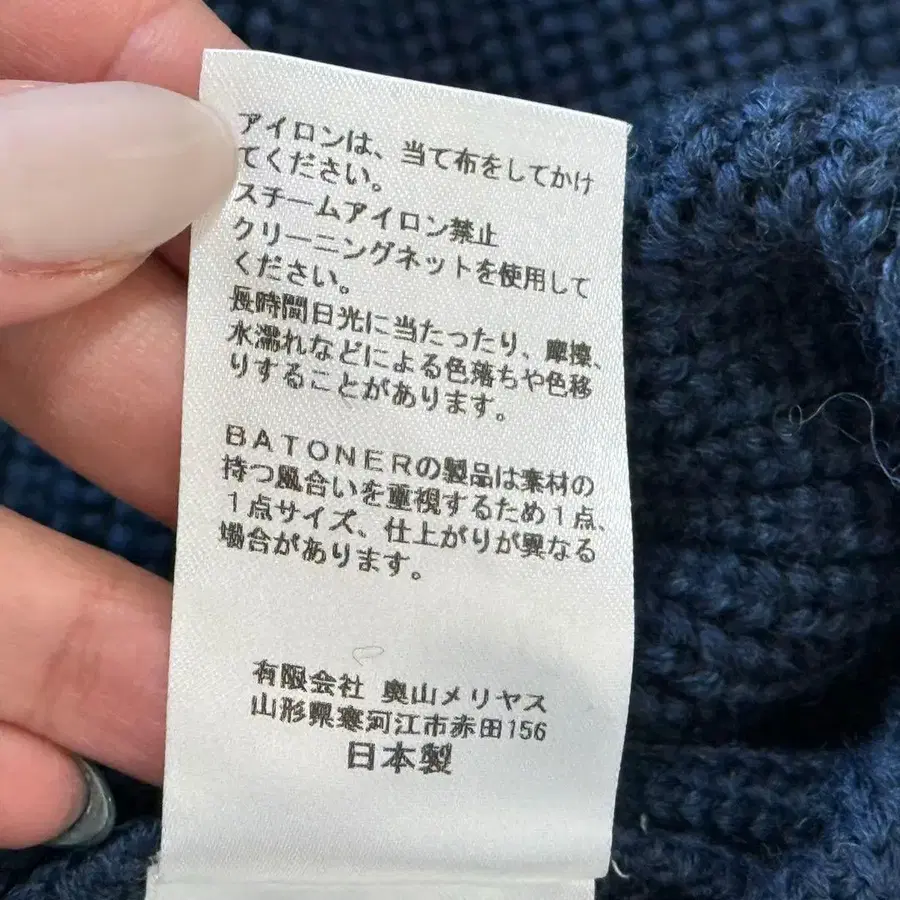 アイロンは、当て布をしてかけ
てください。
スチームアイロン禁止
クリーニングネットを使用して
ください。
長時間日光に当たったり、摩擦、
水濡れなどによる色落ちや色移
りすることがあります。
BATONERの製品は素材の
持つ風合いを重視するため1点、
1点サイズ、仕上がりが異なる
場合があります。
有限会社 奥山メリヤス
山形県寒河江市赤田156
日本製